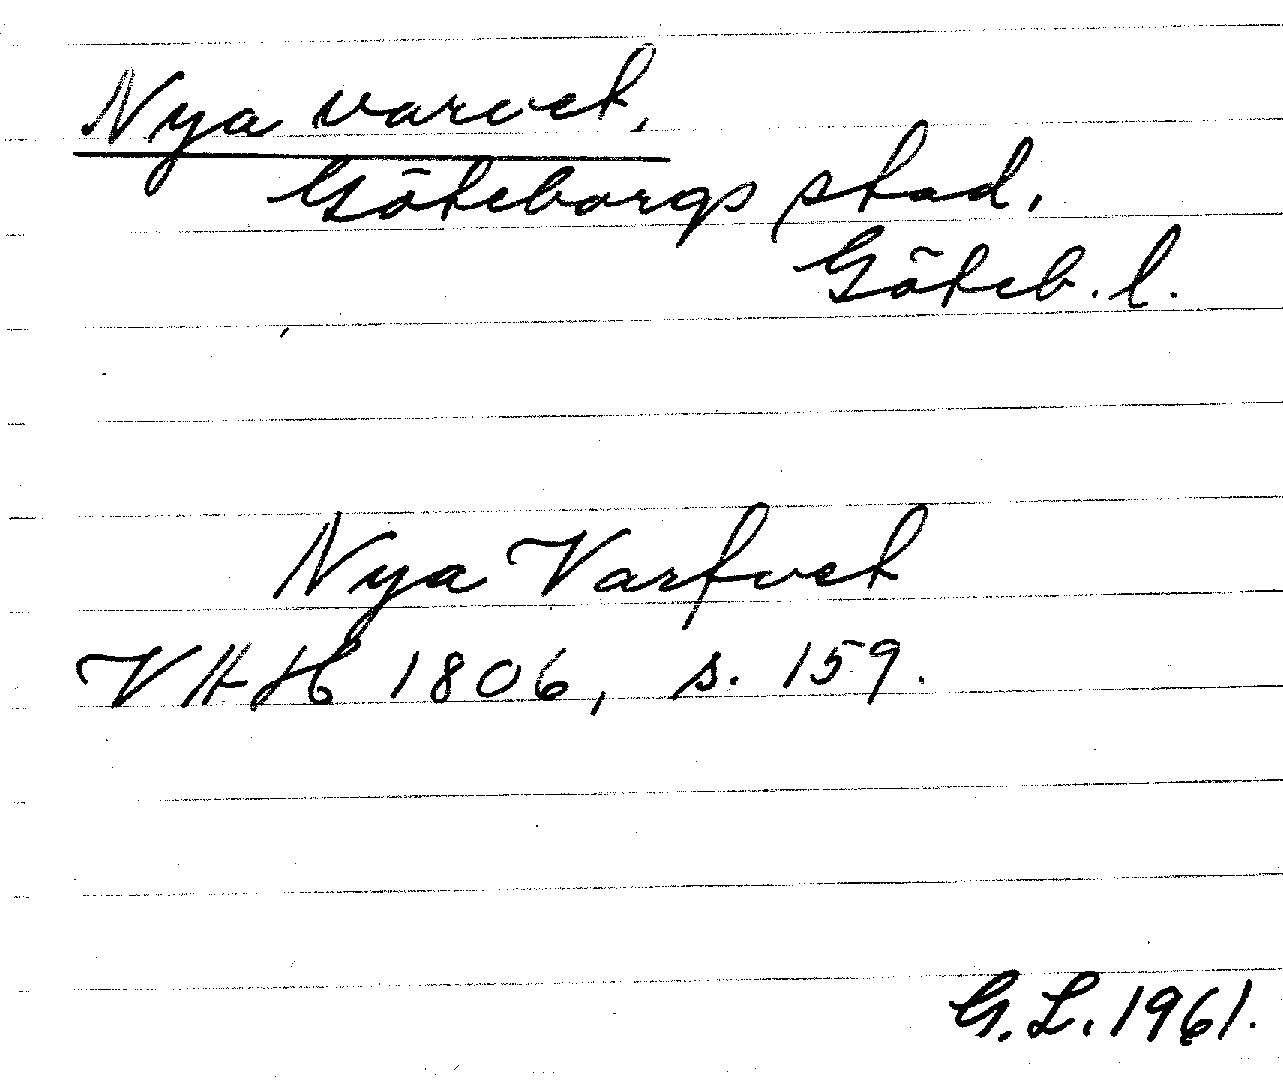 Nya varvet.
Göteborgs stad.
Göteb. l.
Nya Varfvet
VHH 1806, s. 159.
G. L. 1961.